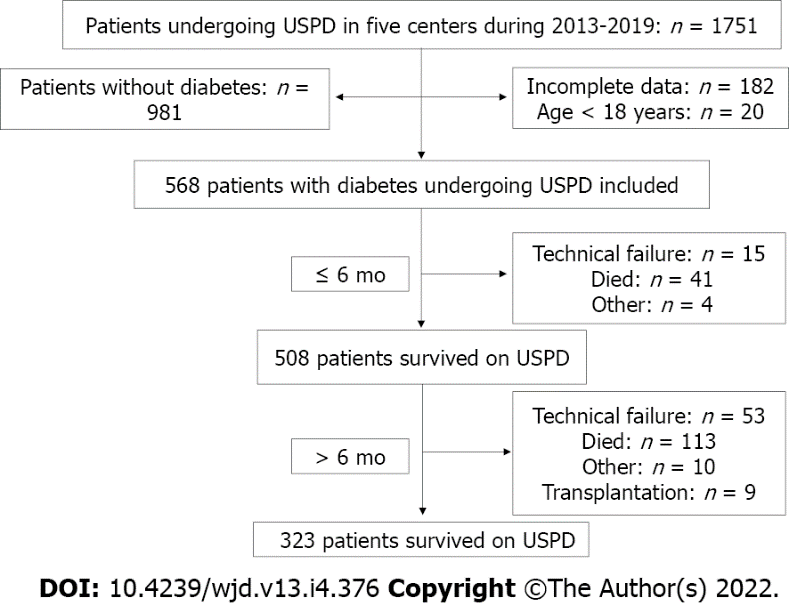 Patients undergoing USPD in five centers during 2013-2019: n = 1751
Patients without diabetes: n =
981
Incomplete data: n = 182
Age < 18 years: n = 20
568 patients with diabetes undergoing USPD included
≤ 6 mo
Technical failure: n = 15
Died: n = 41
Other: n = 4
508 patients survived on USPD
> 6 mo
Technical failure: n = 53
Died: n = 113
Other: n = 10
Transplantation: n = 9
323 patients survived on USPD
DOI: 10.4239/wjd.v13.i4.376 Copyright ©The Author(s) 2022.